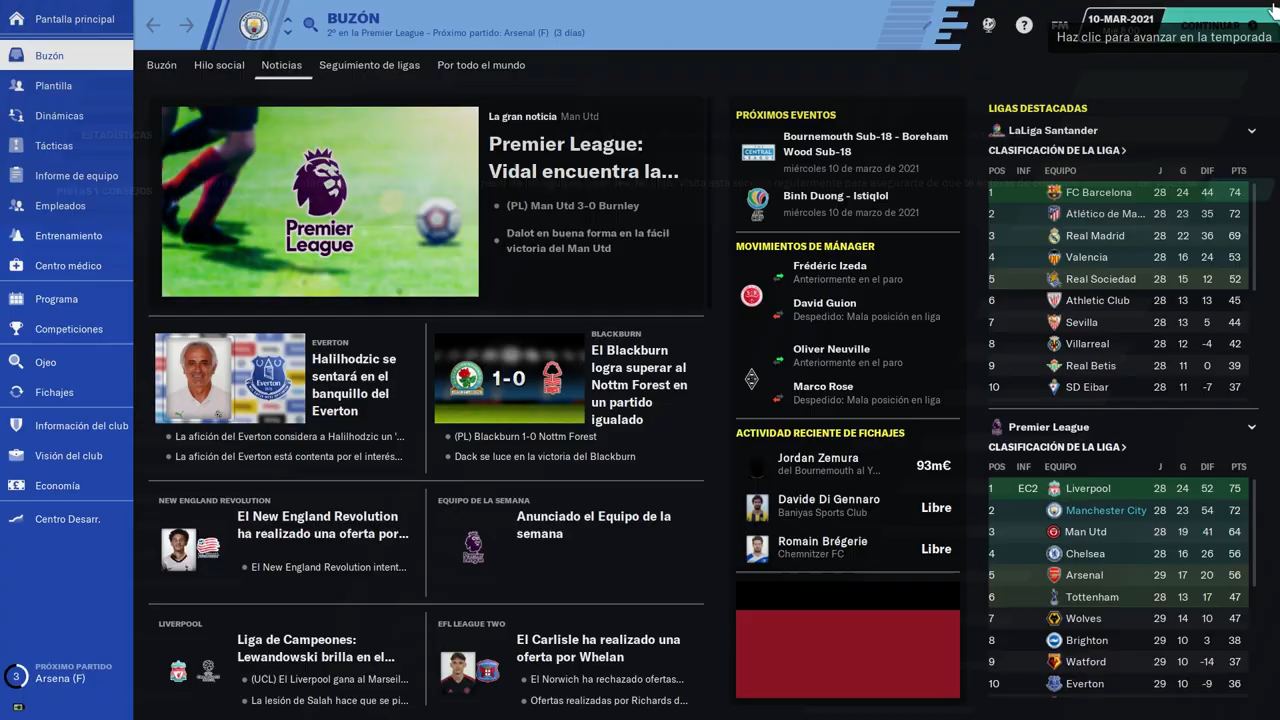 Pantalla principal
Buzón
Plantilla
Dinámicas
Tácticas
Informe de equipo
Empleados
Entrenamiento
Centro médico
Programa
Competiciones
Ojeo
Fichajes
Información del club
Visión del club
Economía
Centro Desarr.
3
PRÓXIMO PARTIDO
Arsena (F)
BUZÓN
2º en la Premier League - Próximo partido: Arsenal (F) (3 días)
FM
10-MAR-2021
CONTINUAR
Haz clic para avanzar en la temporada
Buzón Hilo social Noticias Seguimiento de ligas Por todo el mundo
Premier
League
La gran noticia Man Utd
Premier League:
Vidal encuentra la...
(PL) Man Utd 3-0 Burnley
Dalot en buena forma en la fácil
victoria del Man Utd
EVERTON
Halilhodzic se
sentará en el
banquillo del
Everton
La afición del Everton considera a Halilhodzic un '...
La afición del Everton está contenta por el interés...
1-0
BLACKBURN
El Blackburn
logra superar al
Nottm Forest en
un partido
igualado
(PL) Blackburn 1-0 Nottm Forest
Dack se luce en la victoria del Blackburn
NEW ENGLAND REVOLUTION
El New England Revolution
ha realizado una oferta por...
El New England Revolution intent...
EQUIPO DE LA SEMANA
Anunciado el Equipo de la
semana
LIVERPOOL
Liga de Campeones:
Lewandowski brilla en el...
(UCL) El Liverpool gana al Marseil...
La lesión de Salah hace que se pi...
EFL LEAGUE TWO
El Carlisle ha realizado una
oferta por Whelan
El Norwich ha rechazado ofertas...
Ofertas realizadas por Richards d...
PRÓXIMOS EVENTOS
Bournemouth Sub-18 - Boreham
Wood Sub-18
miércoles 10 de marzo de 2021
Binh Duong - Istiqlol
miércoles 10 de marzo de 2021
MOVIMIENTOS DE MÁNAGER
Frédéric Izeda
Anteriormente en el paro
David Guion
Despedido: Mala posición en liga
Oliver Neuville
Anteriormente en el paro
Marco Rose
Despedido: Mala posición en liga
ACTIVIDAD RECIENTE DE FICHAJES
Jordan Zemura 93m€
del Bournemouth al Y...
Davide Di Gennaro Libre
Baniyas Sports Club
Romain Brégerie Libre
Chemnitzer FC
LIGAS DESTACADAS
LaLiga Santander
CLASIFICACIÓN DE LA LIGA
POS INF EQUIPO J G DIF PTS
1 FC Barcelona 28 24 44 74
2 Atlético de Ma... 28 23 35 72
3 Real Madrid 28 22 36 69
4 Valencia 28 16 24 53
5 Real Sociedad 28 15 12 52
6 Athletic Club 28 13 13 45
7 Sevilla 28 13 5 44
8 Villarreal 28 12 -4 42
9 Real Betis 28 11 0 39
10 SD Eibar 28 11 -7 37
Premier League
CLASIFICACIÓN DE LA LIGA
POS INF EQUIPO J G DIF PTS
1 EC2 Liverpool 28 24 52 75
2 Manchester City 28 23 54 72
3 Man Utd 28 19 41 64
4 Chelsea 28 16 26 56
5 Arsenal 29 17 20 56
6 Tottenham 28 13 17 47
7 Wolves 29 14 10 47
8 Brighton 29 10 3 38
9 Watford 29 10 -14 37
10 Everton 29 10 -9 36